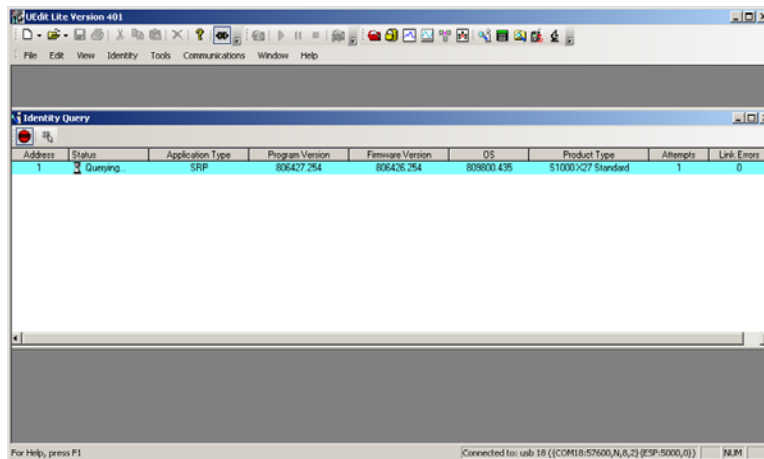 UEdit Lite Version 401
File Edit View Identity Tools Communications Window Help
Identity Query
Address Status Application Type Program Version Firmware Version OS Product Type Attempts Link Errors
1 Querying... SRP 806427.254 806426.254 809800.435 S1000X27 Standard 1 0
For Help, press F1 Connected to: usb 18 ({COM18:57600,N,8,2}{ESP:5000,0}) NUM